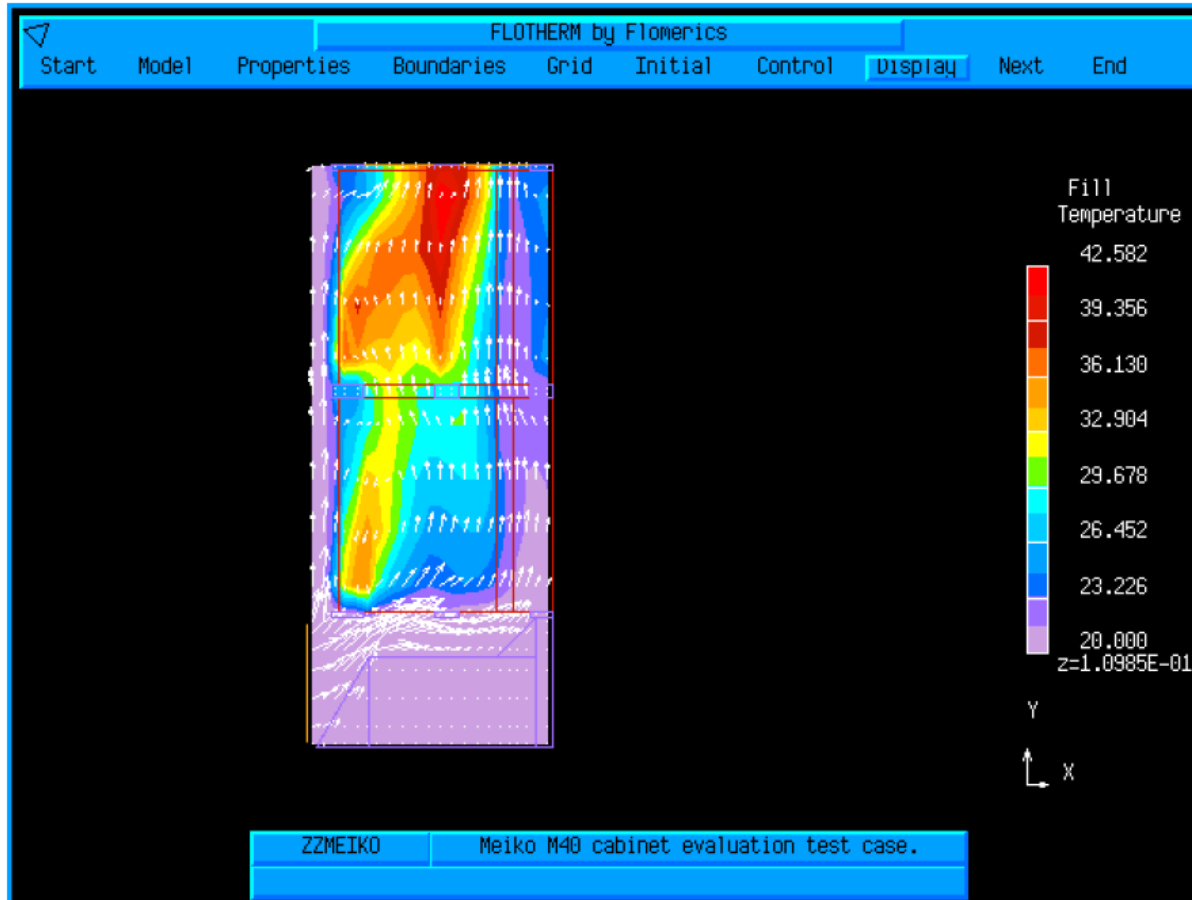 FLOTHERM by Flomerics
Start Model Properties Boundaries Grid Initial Control Display Next End
Fill
Temperature
42.582
39.356
36.130
32.904
29.678
26.452
23.226
20.000
z=1.0985E-01
Y
X
ZZMEIKO Meiko M40 cabinet evaluation test case.